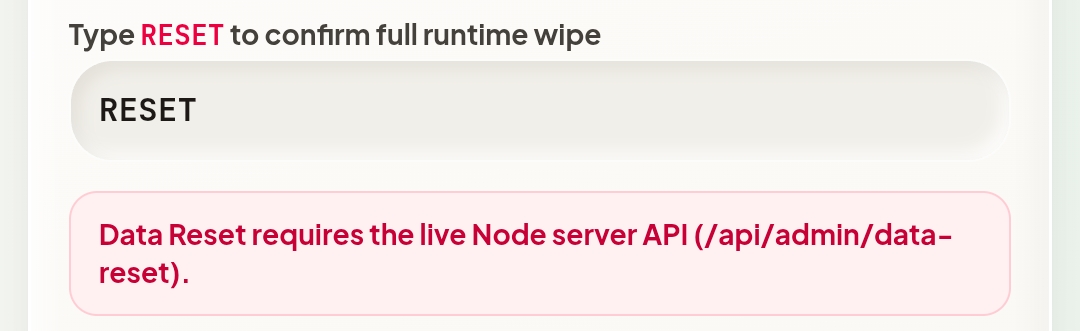 Type RESET to confirm full runtime wipe
RESET
Data Reset requires the live Node server API (/api/admin/data-
reset).